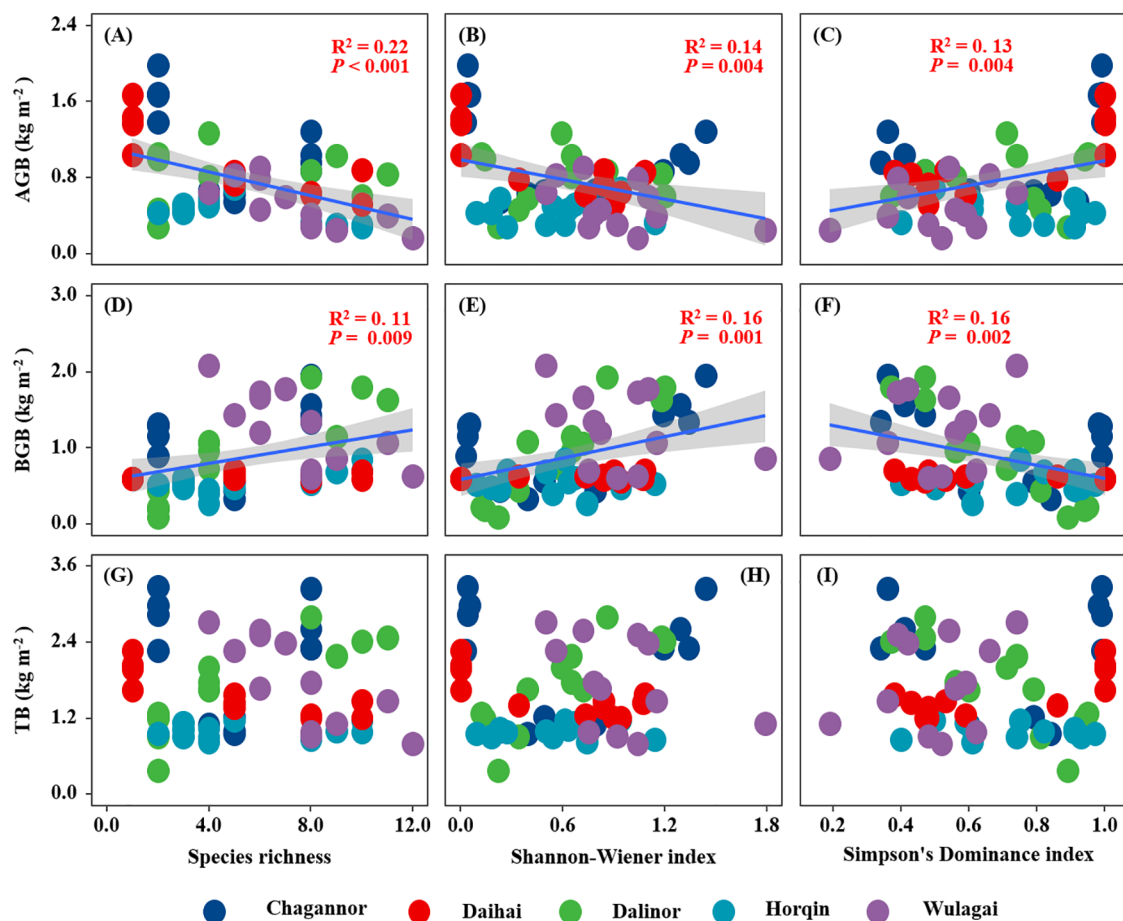 (A) R² = 0.22
P < 0.001
(B) R² = 0.14
P = 0.004
(C) R² = 0. 13
P = 0.004
AGB (kg m⁻²)
2.4
1.6
0.8
0.0
(D) R² = 0. 11
P = 0.009
(E) R² = 0. 16
P = 0.001
(F) R² = 0. 16
P = 0.002
BGB (kg m⁻² )
3.0
2.0
1.0
0.0
(G) (H) (I)
TB (kg m⁻² )
3.6
2.4
1.2
0.0
0.0 4.0 8.0 12.0 0.0 0.6 1.2 1.8 0.2 0.4 0.6 0.8 1.0
Species richness Shannon-Wiener index Simpson's Dominance index
Chagannor Daihai Dalinor Horqin Wulagai